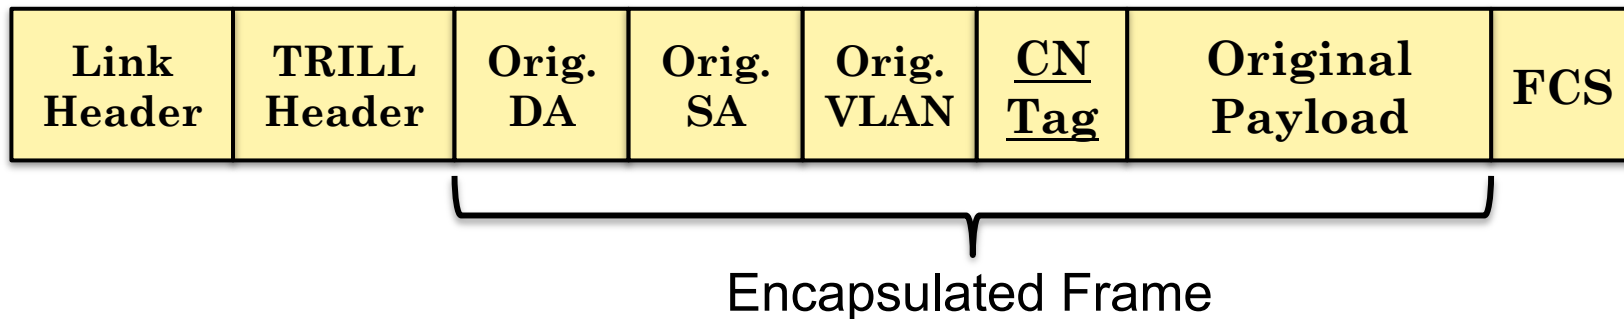 Link Header
TRILL Header
Orig. DA
Orig. SA
Orig. VLAN
CN Tag
Original Payload
FCS
Encapsulated Frame